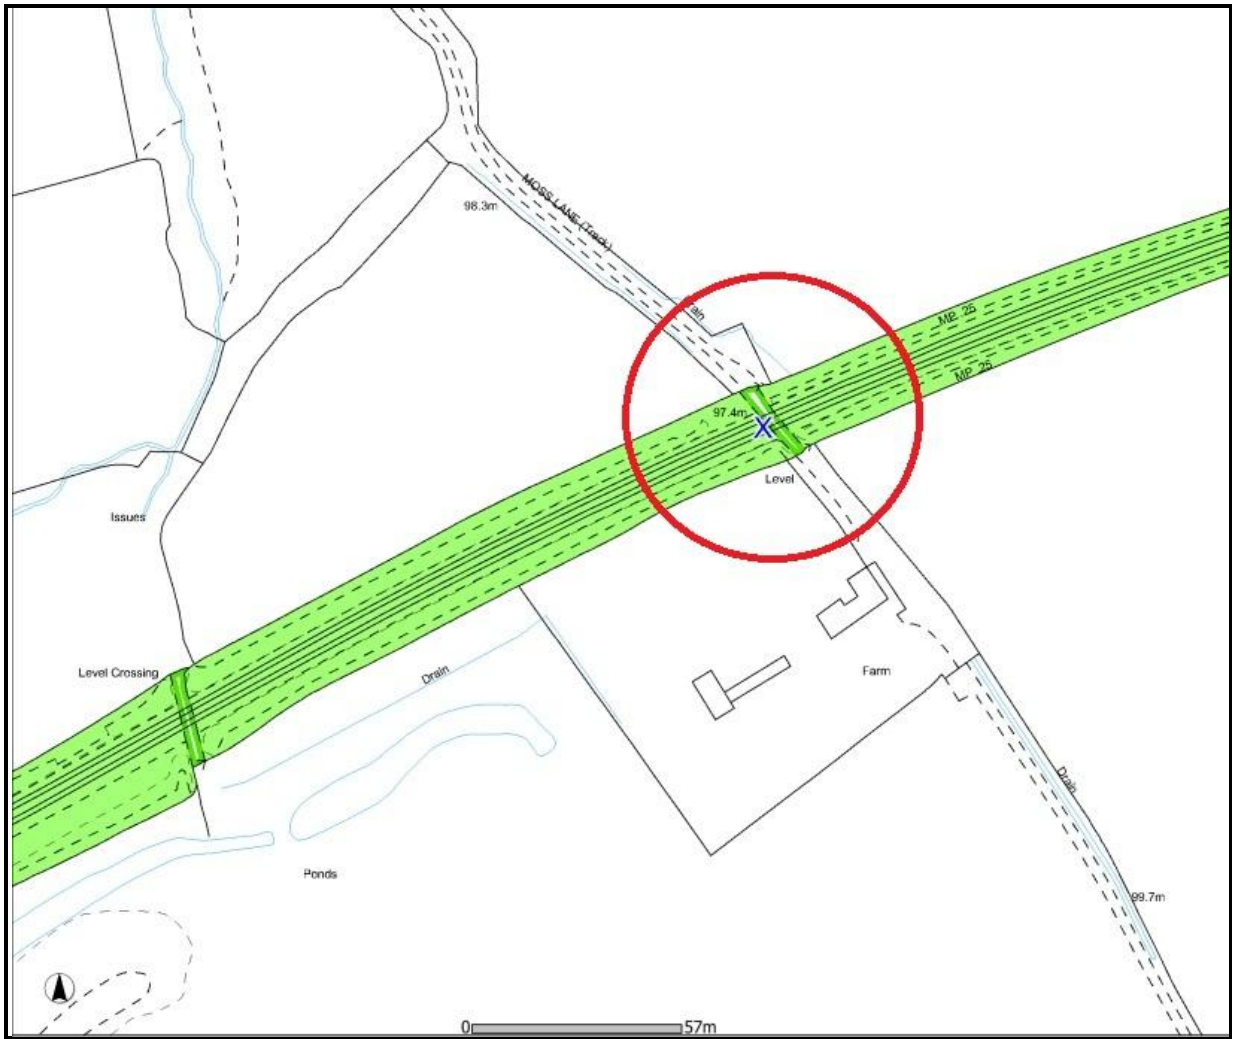 MOSS LANE (Track)
98.3m
Drain
MP 25
MP 25
97.4m
X
Level
Issues
Level Crossing
Drain
Farm
Drain
Ponds
99.7m
0
57m